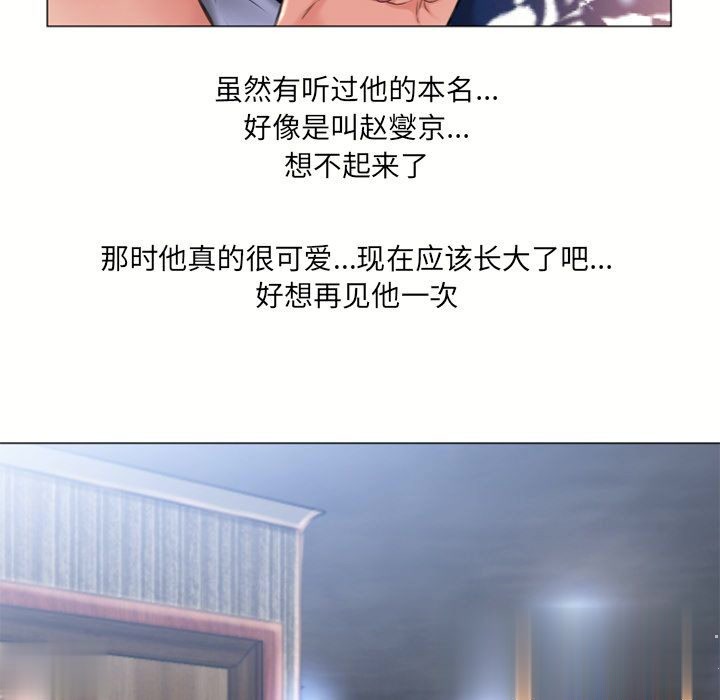 虽然有听过他的本名...
好像是叫赵燮京...
想不起来了
那时他真的很可爱...现在应该长大了吧...
好想再见他一次